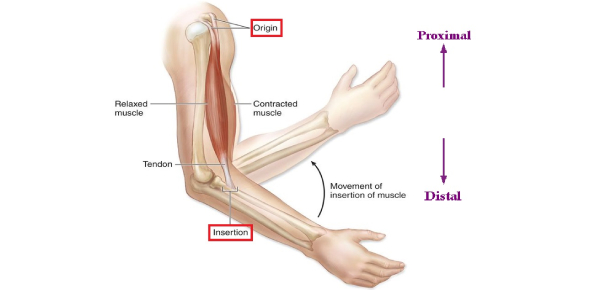 Origin
Proximal
Relaxed
muscle
Contracted
muscle
Tendon
Movement of
insertion of muscle
Distal
Insertion